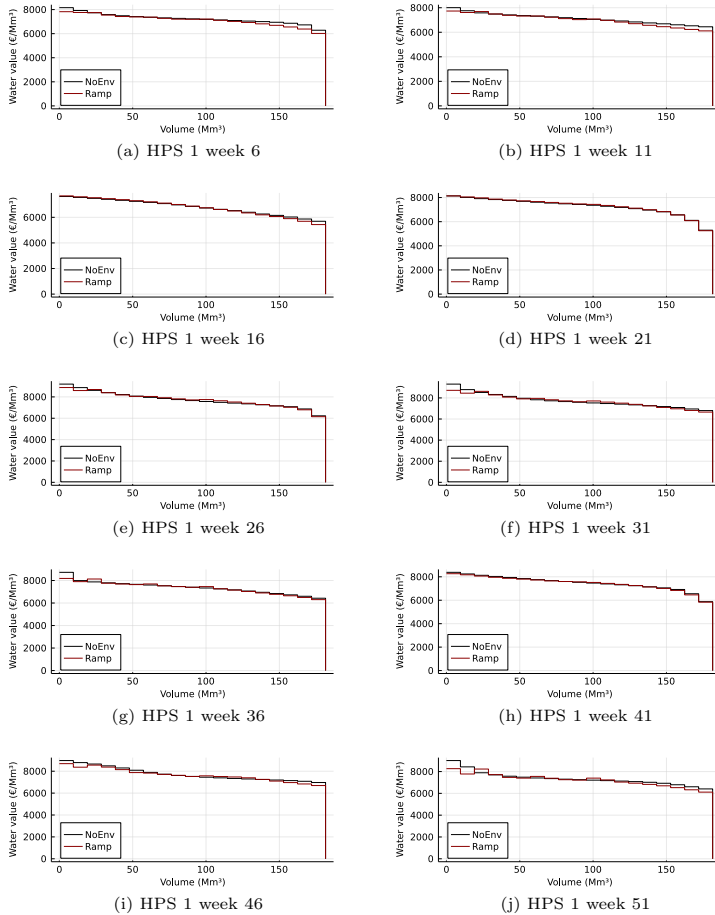 Water value (€/Mm³)
8000
6000
4000
2000
0
NoEnv
Ramp
0 50 100 150
Volume (Mm³)
(a) HPS 1 week 6
Water value (€/Mm³)
8000
6000
4000
2000
0
NoEnv
Ramp
0 50 100 150
Volume (Mm³)
(b) HPS 1 week 11
Water value (€/Mm³)
6000
4000
2000
0
NoEnv
Ramp
0 50 100 150
Volume (Mm³)
(c) HPS 1 week 16
Water value (€/Mm³)
8000
6000
4000
2000
0
NoEnv
Ramp
0 50 100 150
Volume (Mm³)
(d) HPS 1 week 21
Water value (€/Mm³)
8000
6000
4000
2000
0
NoEnv
Ramp
0 50 100 150
Volume (Mm³)
(e) HPS 1 week 26
Water value (€/Mm³)
8000
6000
4000
2000
0
NoEnv
Ramp
0 50 100 150
Volume (Mm³)
(f) HPS 1 week 31
Water value (€/Mm³)
8000
6000
4000
2000
0
NoEnv
Ramp
0 50 100 150
Volume (Mm³)
(g) HPS 1 week 36
Water value (€/Mm³)
8000
6000
4000
2000
0
NoEnv
Ramp
0 50 100 150
Volume (Mm³)
(h) HPS 1 week 41
Water value (€/Mm³)
8000
6000
4000
2000
0
NoEnv
Ramp
0 50 100 150
Volume (Mm³)
(i) HPS 1 week 46
Water value (€/Mm³)
8000
6000
4000
2000
0
NoEnv
Ramp
0 50 100 150
Volume (Mm³)
(j) HPS 1 week 51